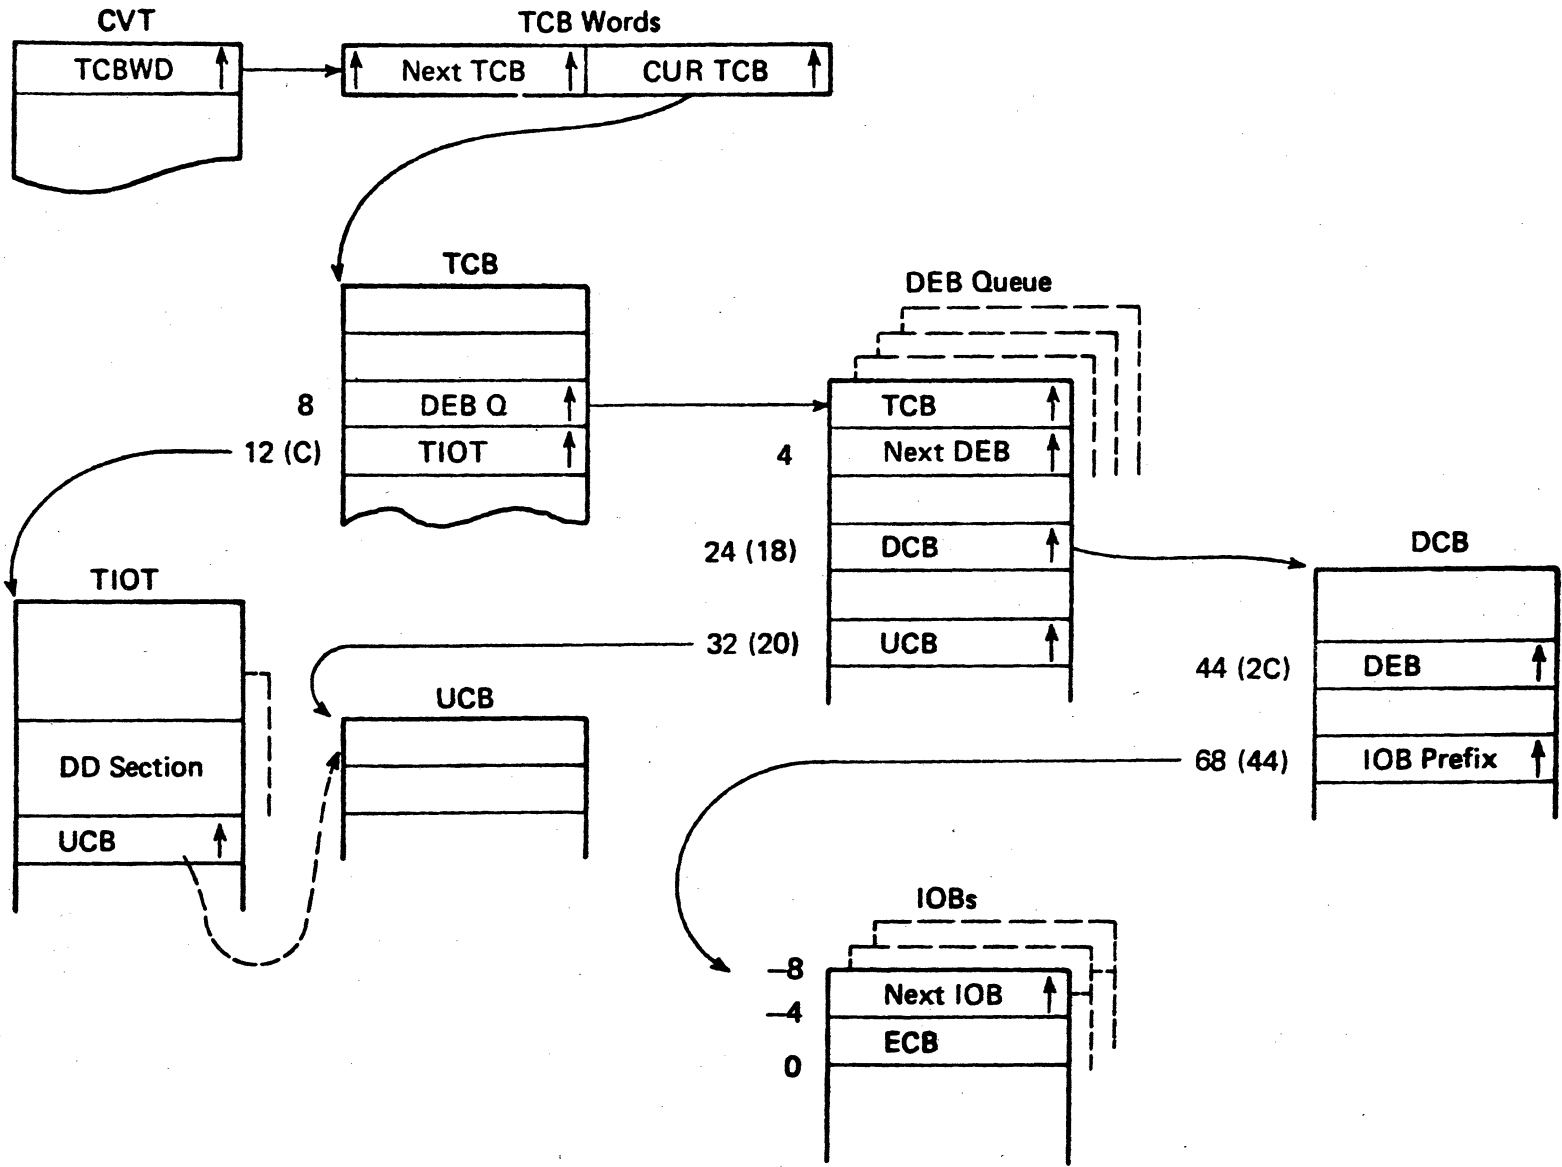 CVT
TCB Words
TCBWD
Next TCB
CUR TCB
TCB
DEB Queue
8
DEB Q
TCB
12 (C)
TIOT
4
Next DEB
24 (18)
DCB
DCB
TIOT
32 (20)
UCB
44 (2C)
DEB
UCB
DD Section
68 (44)
IOB Prefix
UCB
IOBs
–8
Next IOB
–4
ECB
0